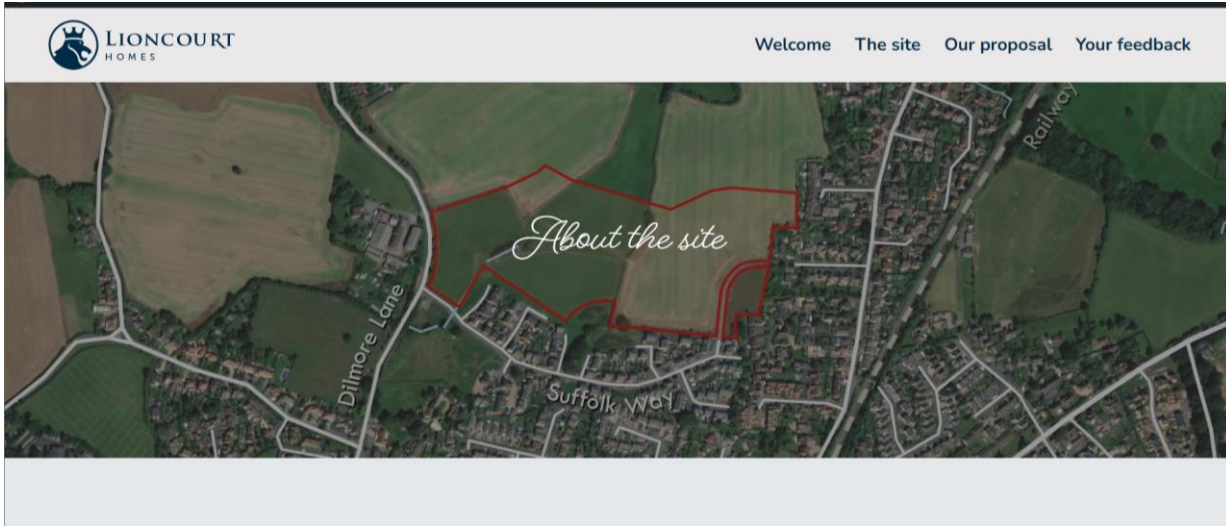 LIONCOURT
HOMES
Welcome The site Our proposal Your feedback
Railway
About the site
Dilmore Lane
Suffolk Way